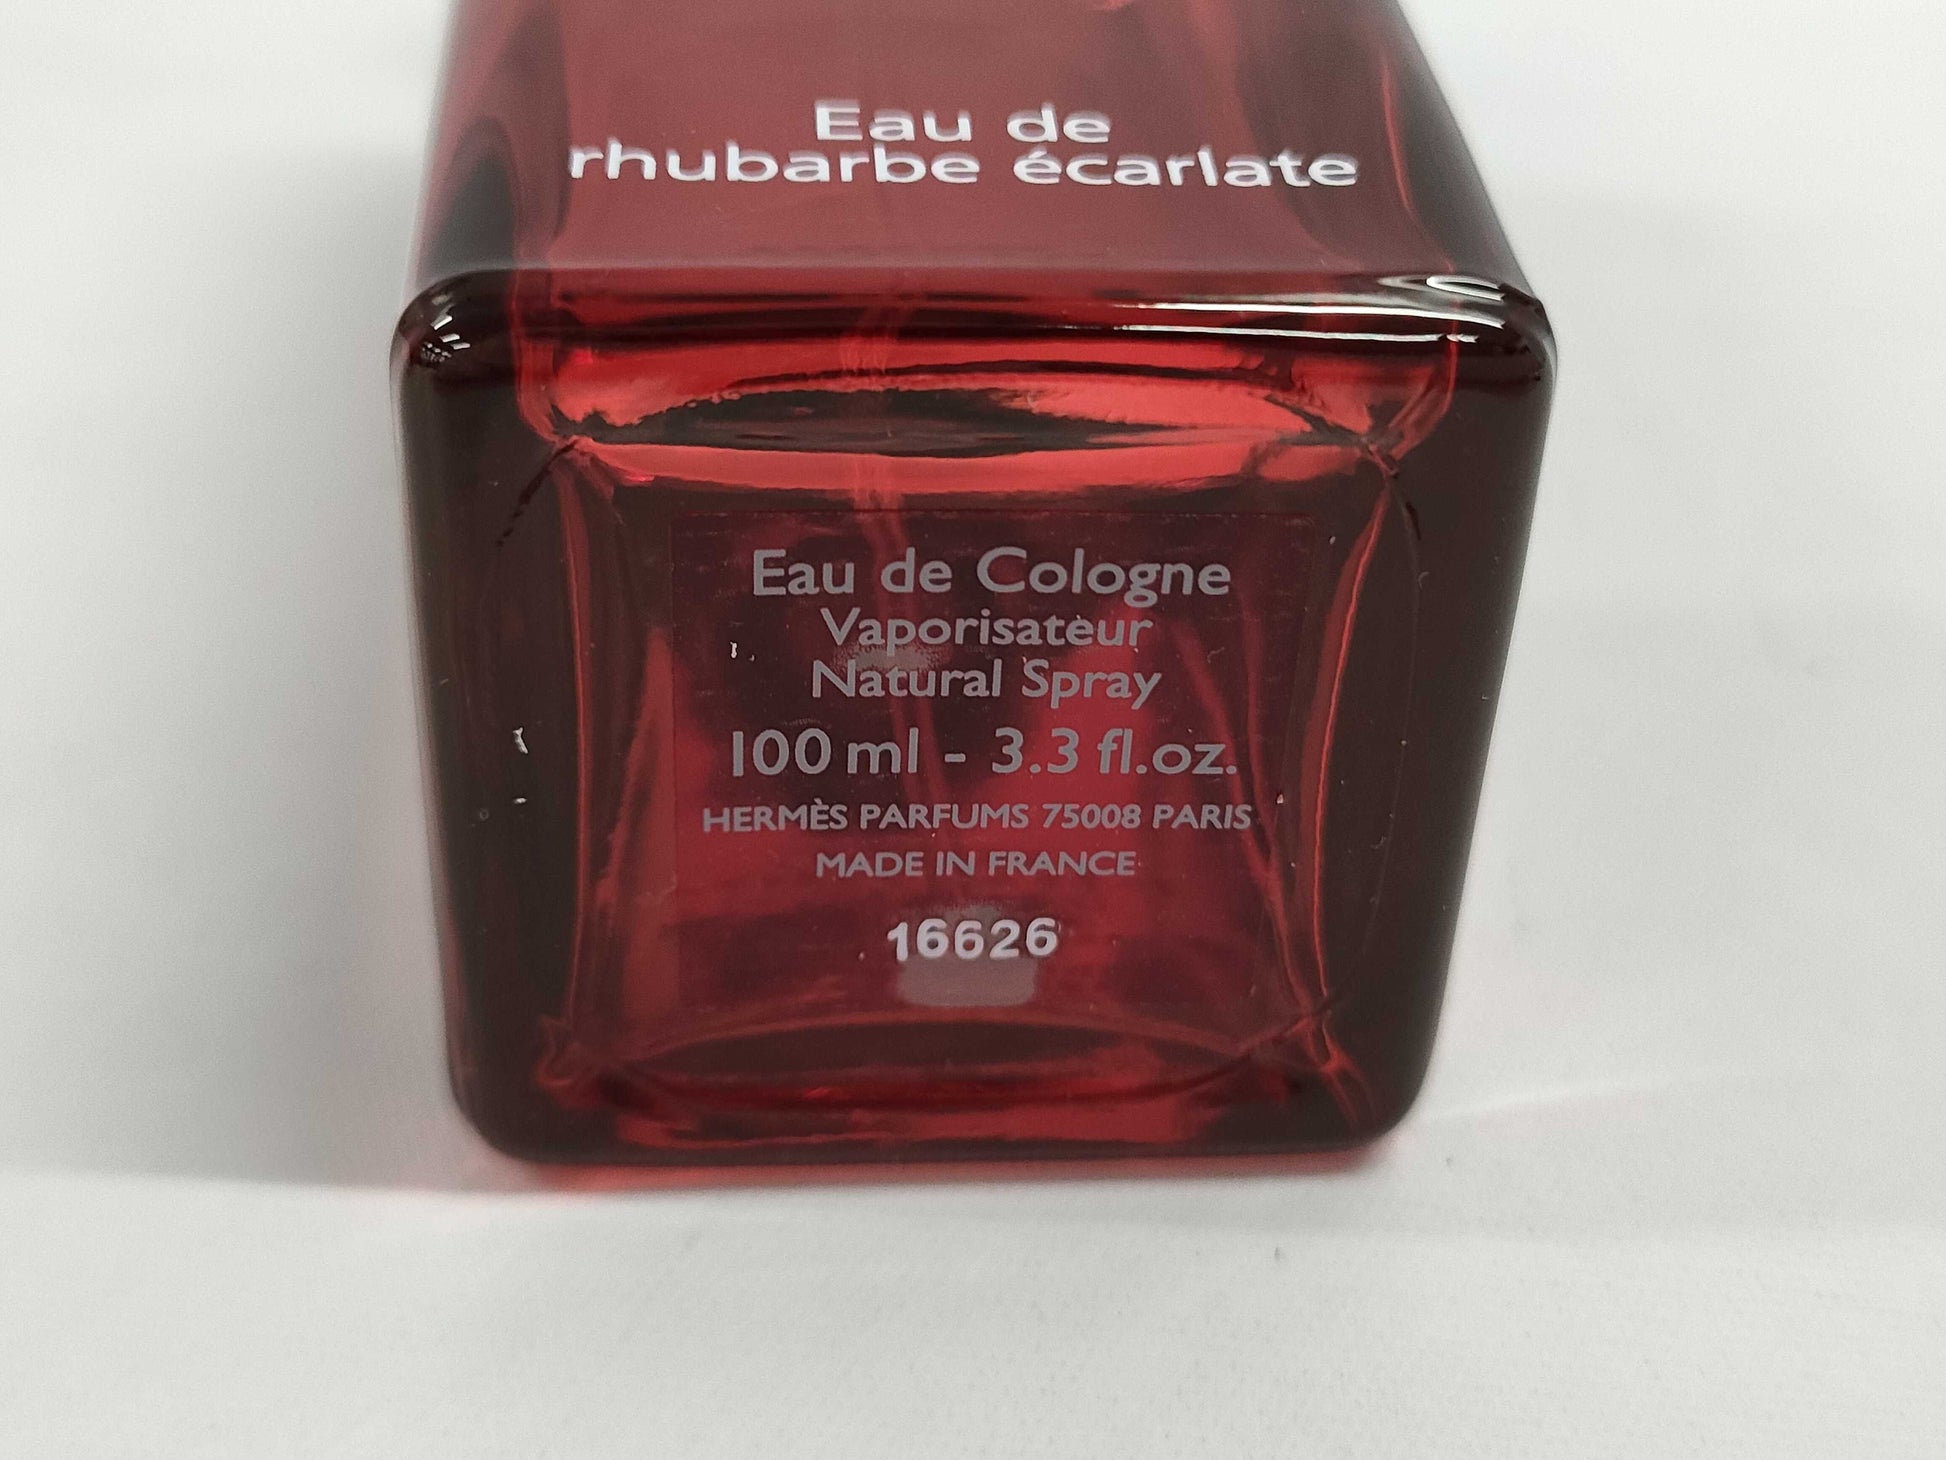 Eau de
rhubarbe écarlate
Eau de Cologne
Vaporisateur
Natural Spray
100 ml - 3.3 fl.oz.
HERMÈS PARFUMS 75008 PARIS
MADE IN FRANCE
16626